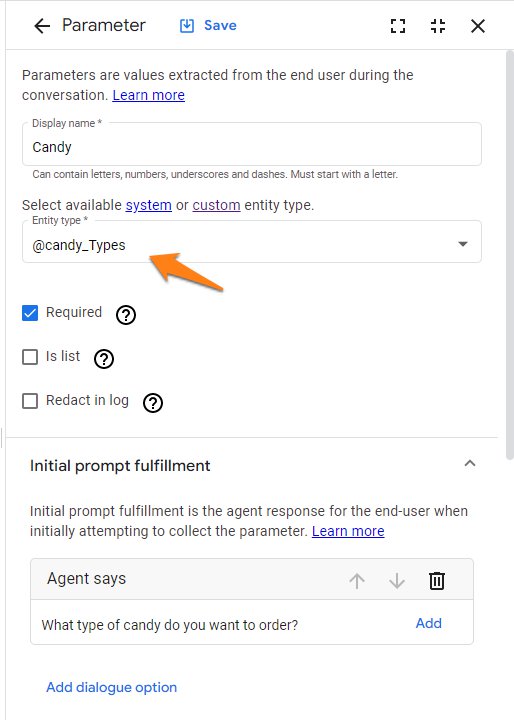 Parameter Save
Parameters are values extracted from the end user during the
conversation. Learn more
Display name *
Candy
Can contain letters, numbers, underscores and dashes. Must start with a letter.
Select available system or custom entity type.
Entity type *
@candy_Types
Required ?
Is list ?
Redact in log ?
Initial prompt fulfillment
Initial prompt fulfillment is the agent response for the end-user when
initially attempting to collect the parameter. Learn more
Agent says
What type of candy do you want to order? Add
Add dialogue option